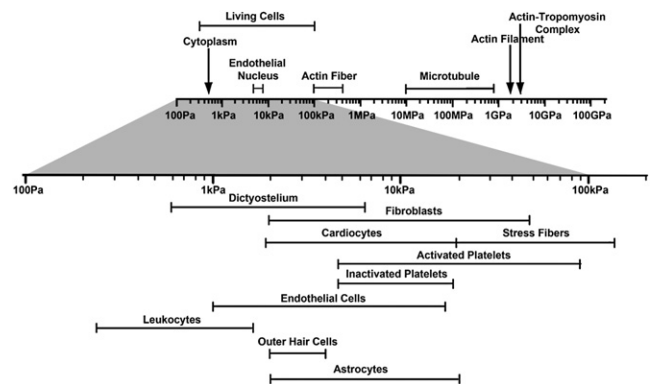 Living Cells
Actin-Tropomyosin
Complex
Cytoplasm
Actin Filament
Endothelial
Nucleus
Actin Fiber
Microtubule
100Pa 1kPa 10kPa 100kPa 1MPa 10MPa 100MPa 1GPa 10GPa 100GPa
100Pa 1kPa 10kPa 100kPa
Dictyostelium
Fibroblasts
Cardiocytes Stress Fibers
Activated Platelets
Inactivated Platelets
Endothelial Cells
Leukocytes
Outer Hair Cells
Astrocytes